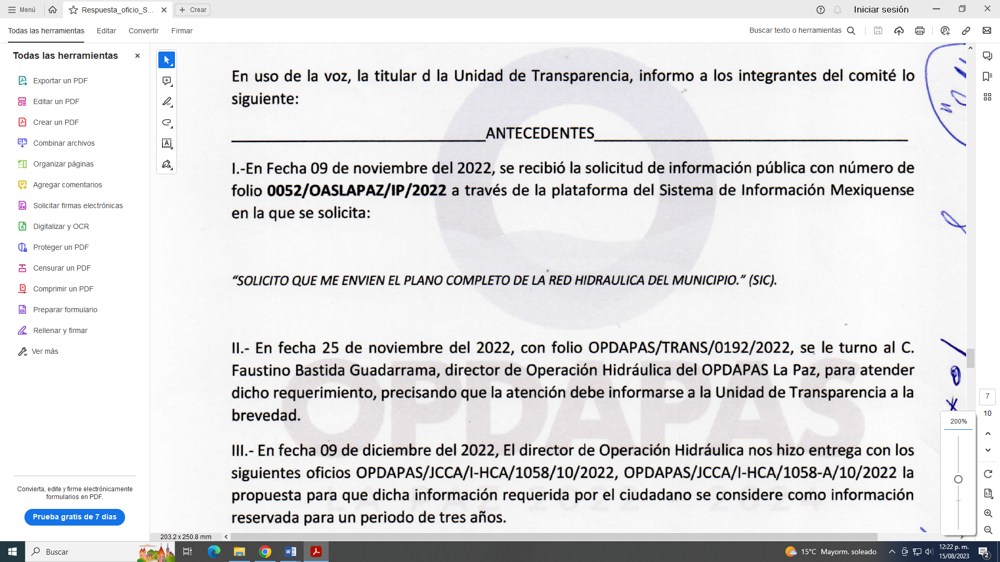 Menú
Respuesta_oficio_S...
Crear
Iniciar sesión
Todas las herramientas
Editar
Convertir
Firmar
Buscar texto o herramientas
Todas las herramientas
Exportar un PDF
Editar un PDF
Crear un PDF
Combinar archivos
Organizar páginas
Agregar comentarios
Solicitar firmas electrónicas
Digitalizar y OCR
Proteger un PDF
Censurar un PDF
Comprimir un PDF
Preparar formulario
Rellenar y firmar
Ver más
Convierta, edite y firme electrónicamente
formularios en PDF.
Prueba gratis de 7 días
En uso de la voz, la titular d la Unidad de Transparencia, informo a los integrantes del comité lo
siguiente:
ANTECEDENTES
I.-En Fecha 09 de noviembre del 2022, se recibió la solicitud de información pública con número de
folio 0052/OASLAPAZ/IP/2022 a través de la plataforma del Sistema de Información Mexiquense
en la que se solicita:
“SOLICITO QUE ME ENVIEN EL PLANO COMPLETO DE LA RED HIDRAULICA DEL MUNICIPIO.” (SIC).
II.- En fecha 25 de noviembre del 2022, con folio OPDAPAS/TRANS/0192/2022, se le turno al C.
Faustino Bastida Guadarrama, director de Operación Hidráulica del OPDAPAS La Paz, para atender
dicho requerimiento, precisando que la atención debe informarse a la Unidad de Transparencia a la
brevedad.
III.- En fecha 09 de diciembre del 2022, El director de Operación Hidráulica nos hizo entrega con los
siguientes oficios OPDAPAS/JCCA/I-HCA/1058/10/2022, OPDAPAS/JCCA/I-HCA/1058-A/10/2022 la
propuesta para que dicha información requerida por el ciudadano se considere como información
reservada para un periodo de tres años.
OPDAPAS
LA PAZ 2022 2024
7
10
200%
203.2 x 250.8 mm
Buscar
15°C Mayorm. soleado
12:22 p. m.
15/08/2023
2